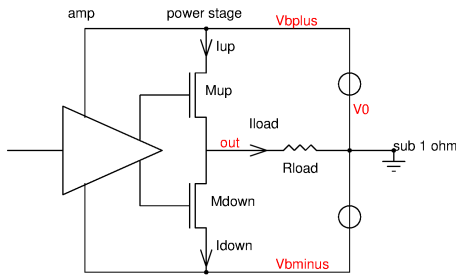 amp
power stage
Vbplus
Iup
Mup
V0
Iload
out
sub 1 ohm
Rload
Mdown
Idown
Vbminus